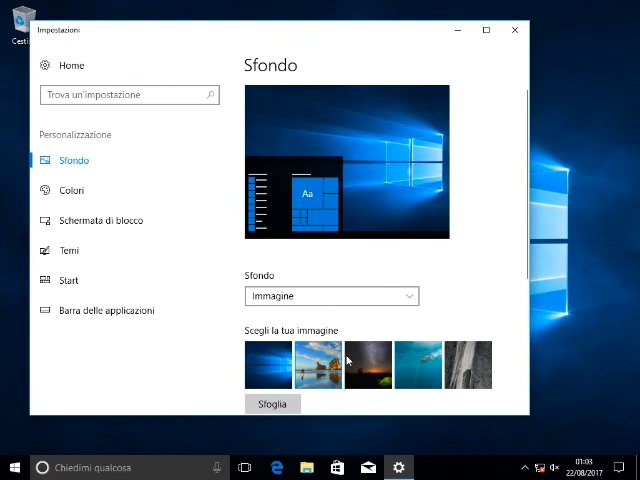 Cesti
Impostazioni
Home
Trova un'impostazione
Personalizzazione
Sfondo
Colori
Schermata di blocco
Temi
Start
Barra delle applicazioni
Sfondo
Aa
Sfondo
Immagine
Scegli la tua immagine
Sfoglia
Chiedimi qualcosa
01:03
22/08/2017